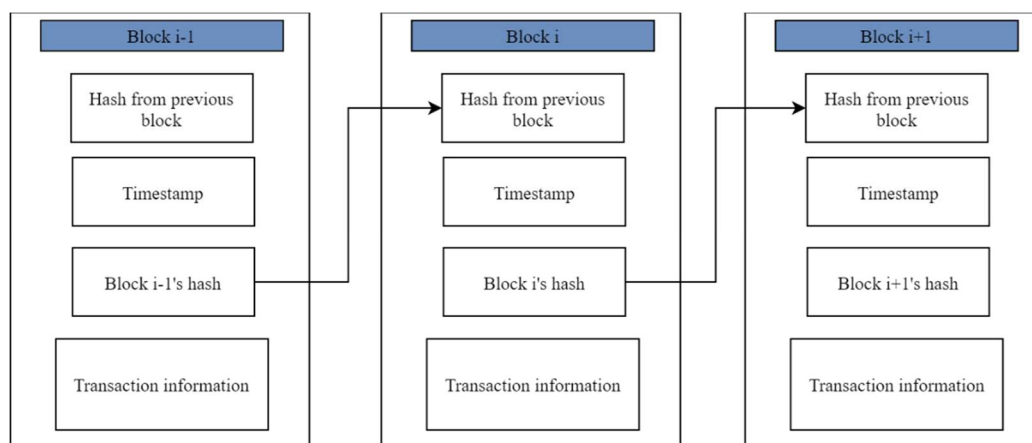 Block i-1
Hash from previous
block
Timestamp
Block i-1's hash
Transaction information
Block i
Hash from previous
block
Timestamp
Block i's hash
Transaction information
Block i+1
Hash from previous
block
Timestamp
Block i+1's hash
Transaction information